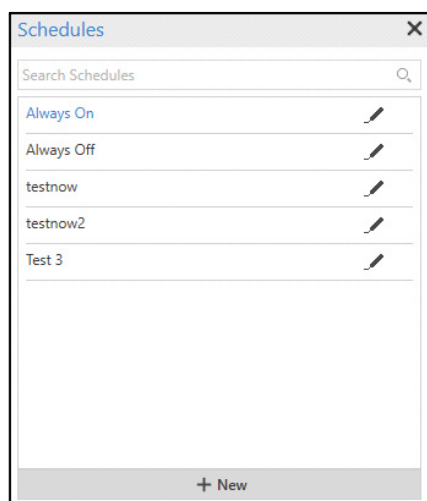 Schedules
Search Schedules
Always On
Always Off
testnow
testnow2
Test 3
+ New